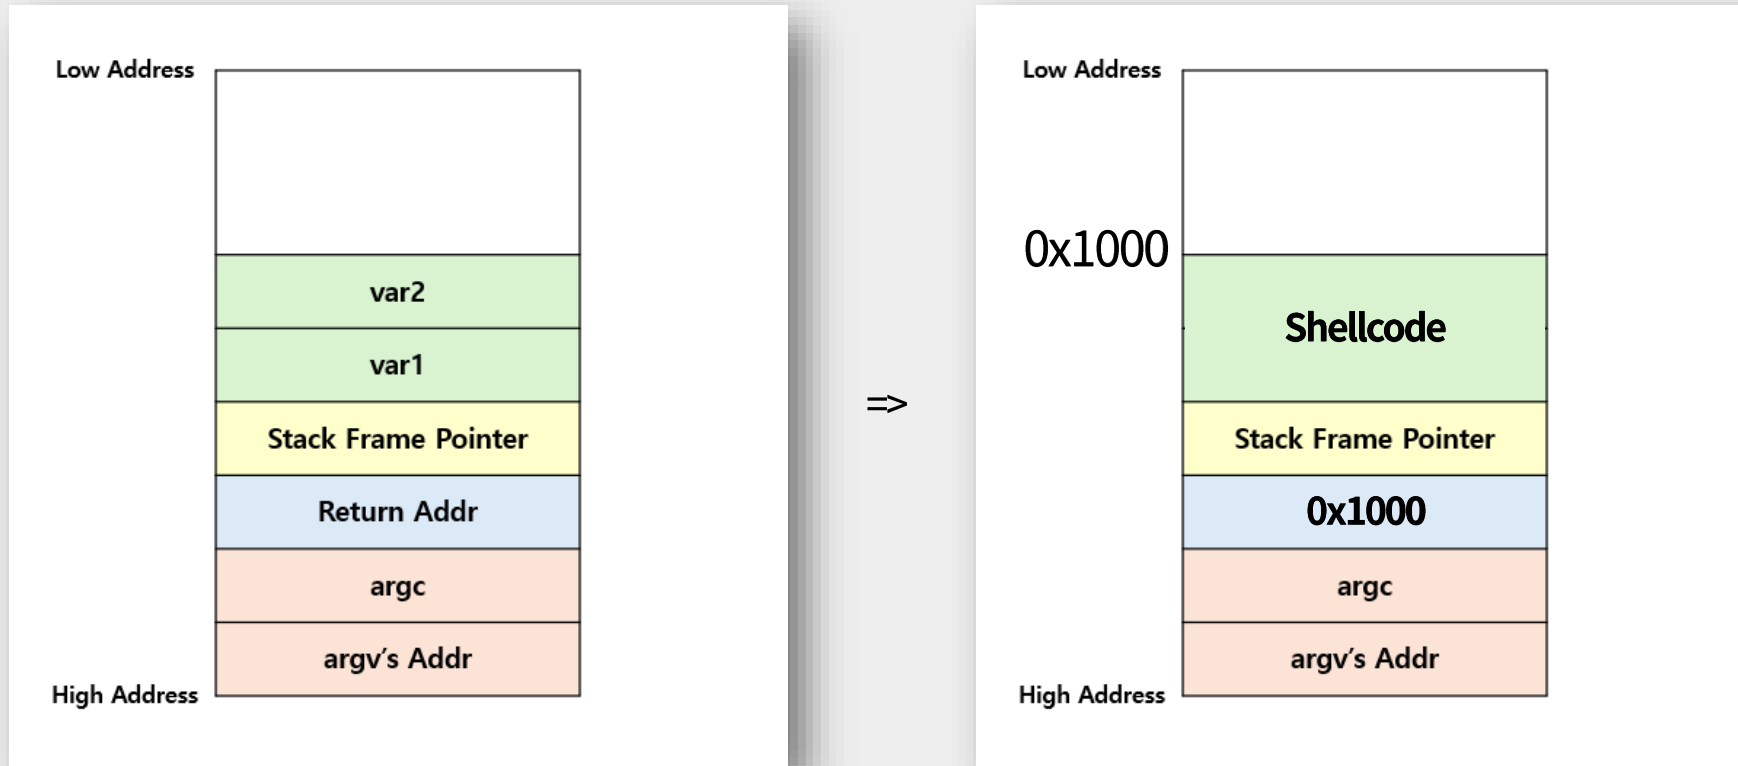 Low Address
var2
var1
Stack Frame Pointer
Return Addr
argc
argv's Addr
High Address
=>
Low Address
0x1000
Shellcode
Stack Frame Pointer
0x1000
argc
argv's Addr
High Address